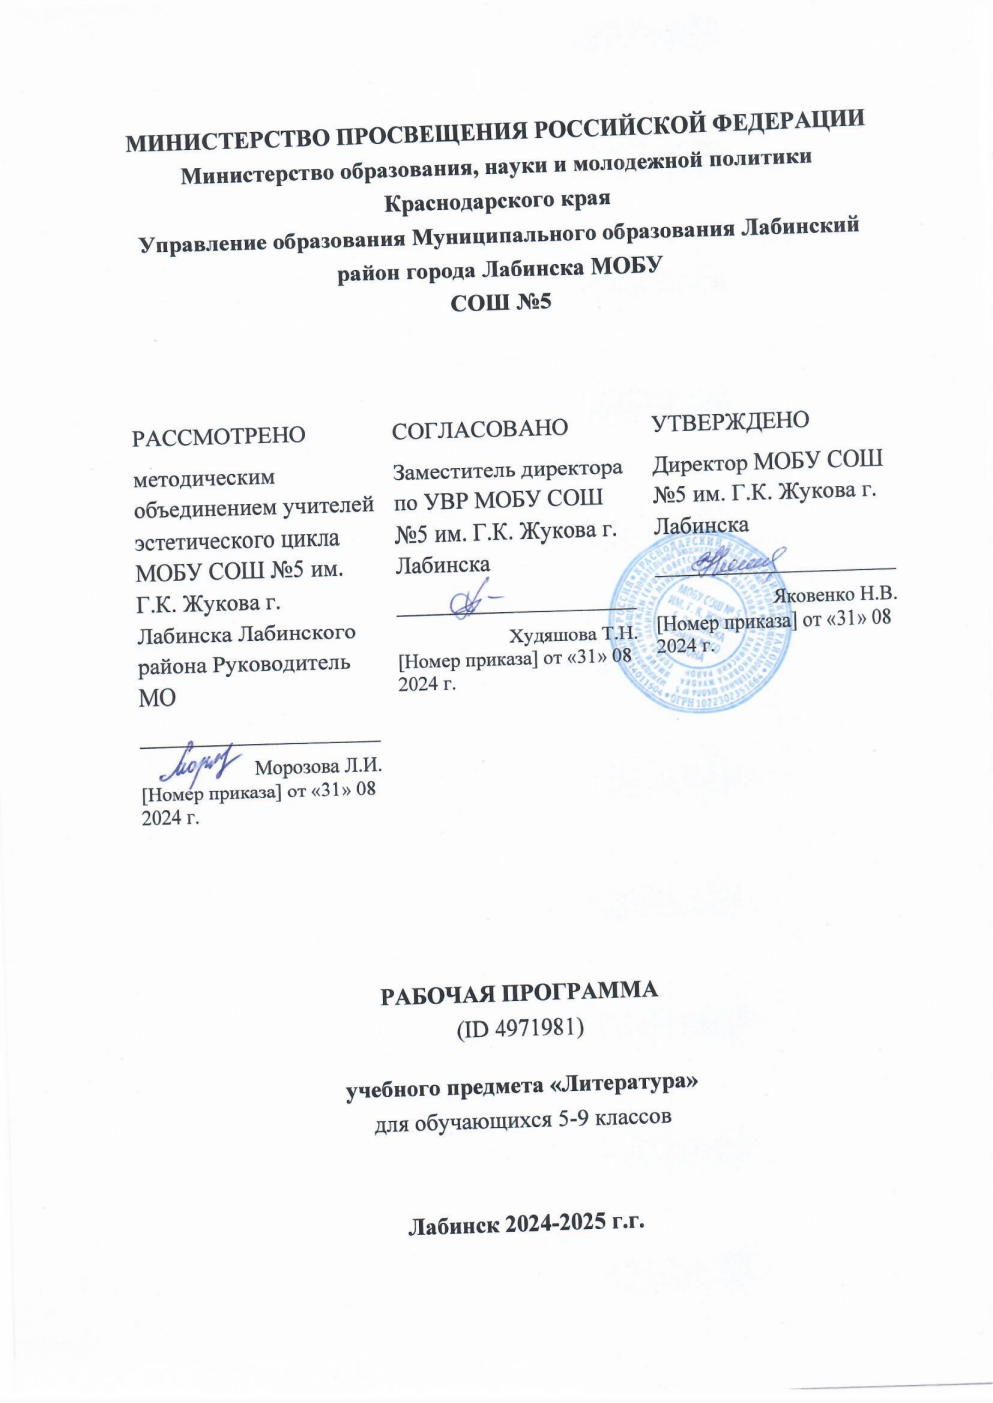 МИНИСТЕРСТВО ПРОСВЕЩЕНИЯ РОССИЙСКОЙ ФЕДЕРАЦИИ
Министерство образования, науки и молодежной политики
Краснодарского края
Управление образования Муниципального образования Лабинский
район города Лабинска МОБУ
СОШ №5
РАССМОТРЕНО
методическим
объединением учителей
эстетического цикла
МОБУ СОШ №5 им.
Г.К. Жукова г.
Лабинска Лабинского
района Руководитель
МО
Морозова Л.И.
[Номер приказа] от «31» 08
2024 г.
СОГЛАСОВАНО
Заместитель директора
по УВР МОБУ СОШ
№5 им. Г.К. Жукова г.
Лабинска
Худяшова Т.Н.
[Номер приказа] от «31» 08
2024 г.
УТВЕРЖДЕНО
Директор МОБУ СОШ
№5 им. Г.К. Жукова г.
Лабинска
Яковенко Н.В.
[Номер приказа] от «31» 08
2024 г.
РАБОЧАЯ ПРОГРАММА
(ID 4971981)
учебного предмета «Литература»
для обучающихся 5-9 классов
Лабинск 2024-2025 г.г.